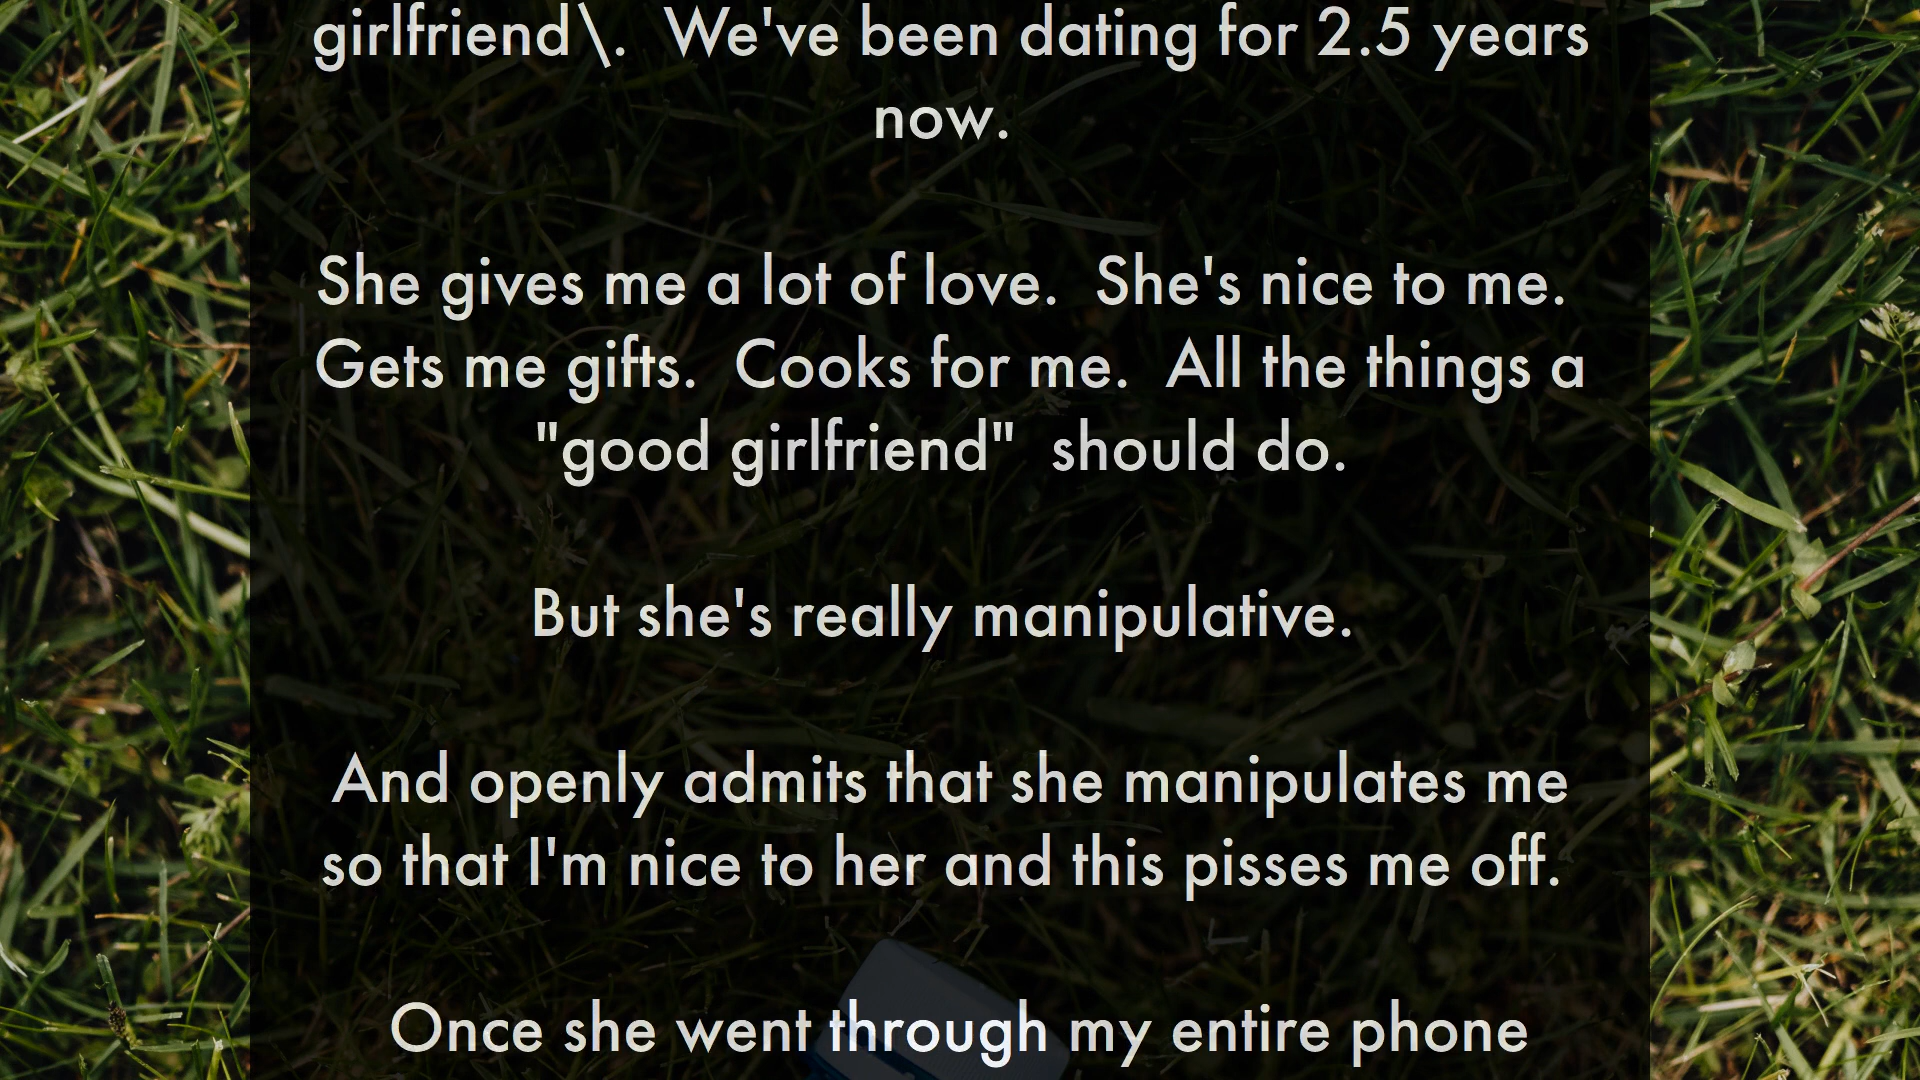 girlfriend\.  We've been dating for 2.5 years
now.
She gives me a lot of love.  She's nice to me.
Gets me gifts.  Cooks for me.  All the things a
"good girlfriend"  should do.
But she's really manipulative.
And openly admits that she manipulates me
so that I'm nice to her and this pisses me off.
Once she went through my entire phone